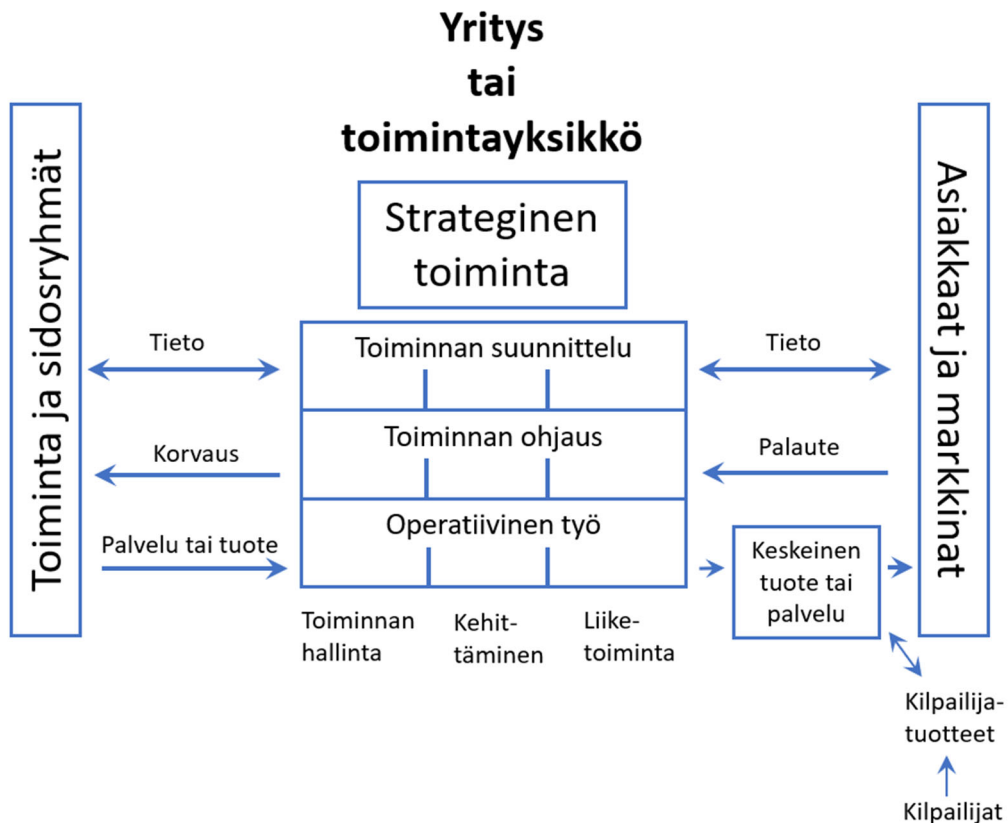 Yritys
tai
toimintayksikkö
Toiminta ja sidosryhmät
Strateginen
toiminta
Asiakkaat ja markkinat
Tieto
Toiminnan suunnittelu
Tieto
Korvaus
Toiminnan ohjaus
Palaute
Palvelu tai tuote
Operatiivinen työ
Keskeinen
tuote tai
palvelu
Toiminnan
hallinta
Kehit-
täminen
Liike-
toiminta
Kilpailija-
tuotteet
Kilpailijat